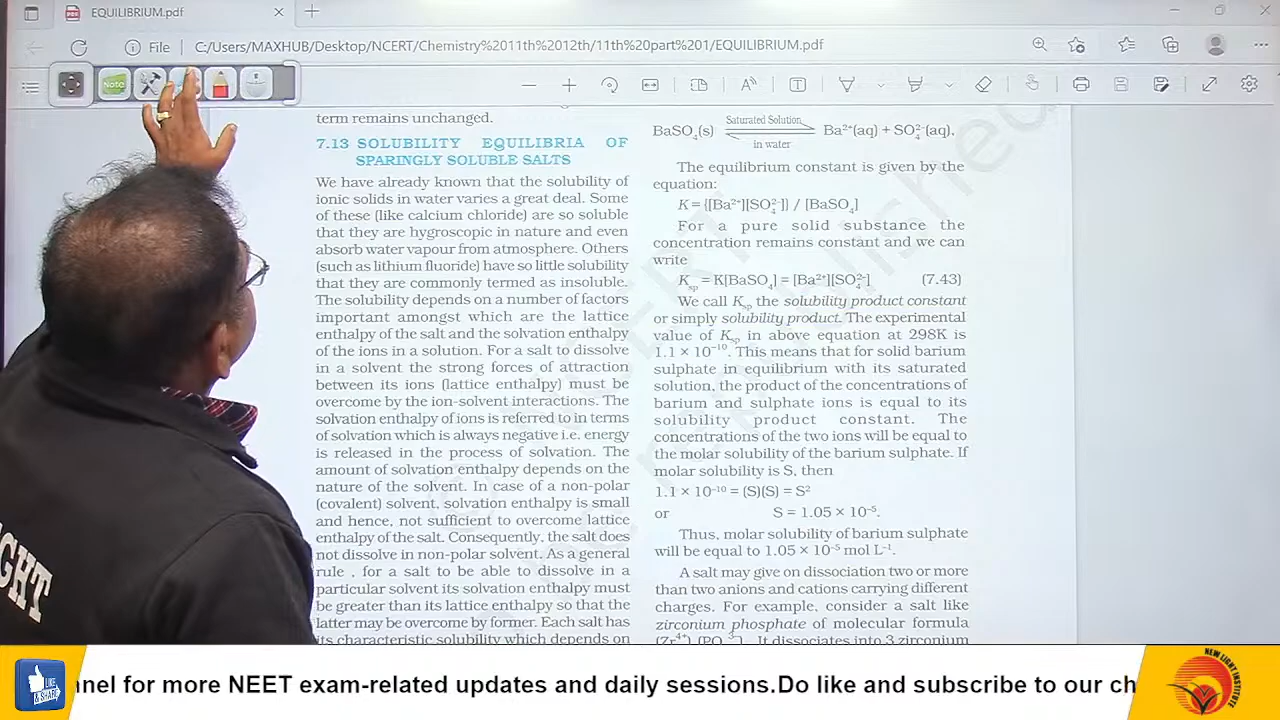 EQUILIBRIUM.pdf
File
C:/Users/MAXHUB/Desktop/NCERT/Chemistry%2011th%2012th/11th%20part%201/EQUILIBRIUM.pdf
Note
term remains unchanged.
7.13 SOLUBILITY EQUILIBRIA OF
SPARINGLY SOLUBLE SALTS
We have already known that the solubility of
ionic solids in water varies a great deal. Some
of these (like calcium chloride) are so soluble
that they are hygroscopic in nature and even
absorb water vapour from atmosphere. Others
(such as lithium fluoride) have so little solubility
that they are commonly termed as insoluble.
The solubility depends on a number of factors
important amongst which are the lattice
enthalpy of the salt and the solvation enthalpy
of the ions in a solution. For a salt to dissolve
in a solvent the strong forces of attraction
between its ions (lattice enthalpy) must be
overcome by the ion-solvent interactions. The
solvation enthalpy of ions is referred to in terms
of solvation which is always negative i.e. energy
is released in the process of solvation. The
amount of solvation enthalpy depends on the
nature of the solvent. In case of a non-polar
(covalent) solvent, solvation enthalpy is small
and hence, not sufficient to overcome lattice
enthalpy of the salt. Consequently, the salt does
not dissolve in non-polar solvent. As a general
rule , for a salt to be able to dissolve in a
particular solvent its solvation enthalpy must
be greater than its lattice enthalpy so that the
latter may be overcome by former. Each salt has
its characteristic solubility which depends on
BaSO₄(s) Saturated Solution in water Ba²⁺(aq) + SO₄²⁻(aq),
The equilibrium constant is given by the
equation:
K = {[Ba²⁺][SO₄²⁻]} / [BaSO₄]
For a pure solid substance the
concentration remains constant and we can
write
Ksp = K[BaSO₄] = [Ba²⁺][SO₄²⁻] (7.43)
We call Ksp the solubility product constant
or simply solubility product. The experimental
value of Ksp in above equation at 298K is
1.1 × 10⁻¹⁰. This means that for solid barium
sulphate in equilibrium with its saturated
solution, the product of the concentrations of
barium and sulphate ions is equal to its
solubility product constant. The
concentrations of the two ions will be equal to
the molar solubility of the barium sulphate. If
molar solubility is S, then
1.1 × 10⁻¹⁰ = (S)(S) = S²
or S = 1.05 × 10⁻⁵.
Thus, molar solubility of barium sulphate
will be equal to 1.05 × 10⁻⁵ mol L⁻¹.
A salt may give on dissociation two or more
than two anions and cations carrying different
charges. For example, consider a salt like
zirconium phosphate of molecular formula
(Zr⁴⁺)₃(PO₄³⁻)₄. It dissociates into 3 zirconium
GHT
LIKE & SHARE
nel for more NEET exam-related updates and daily sessions.Do like and subscribe to our ch
NEW LIGHT INSTITUTE